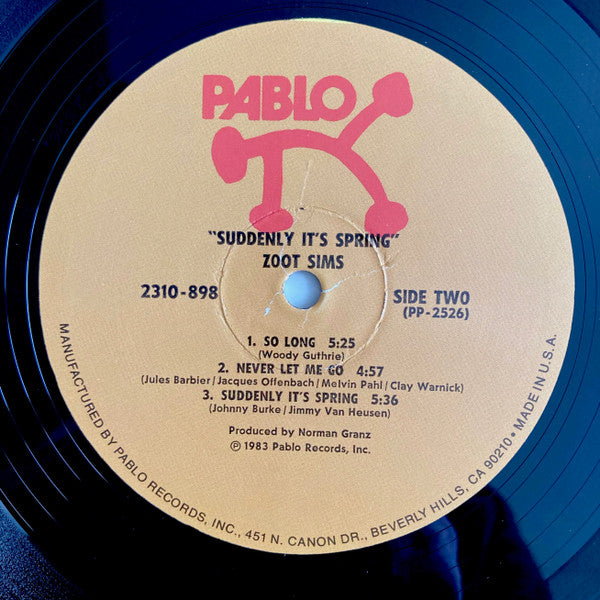 PABLO
"SUDDENLY IT'S SPRING"
ZOOT SIMS
2310-898
SIDE TWO
(PP-2526)
1. SO LONG 5:25
(Woody Guthrie)
2. NEVER LET ME GO 4:57
(Jules Barbier/Jacques Offenbach/Melvin Pahl/Clay Warnick)
3. SUDDENLY IT'S SPRING 5:36
(Johnny Burke/Jimmy Van Heusen)
Produced by Norman Granz
℗ 1983 Pablo Records, Inc.
MANUFACTURED BY PABLO RECORDS, INC., 451 N. CANON DR., BEVERLY HILLS, CA 90210 • MADE IN U.S.A.